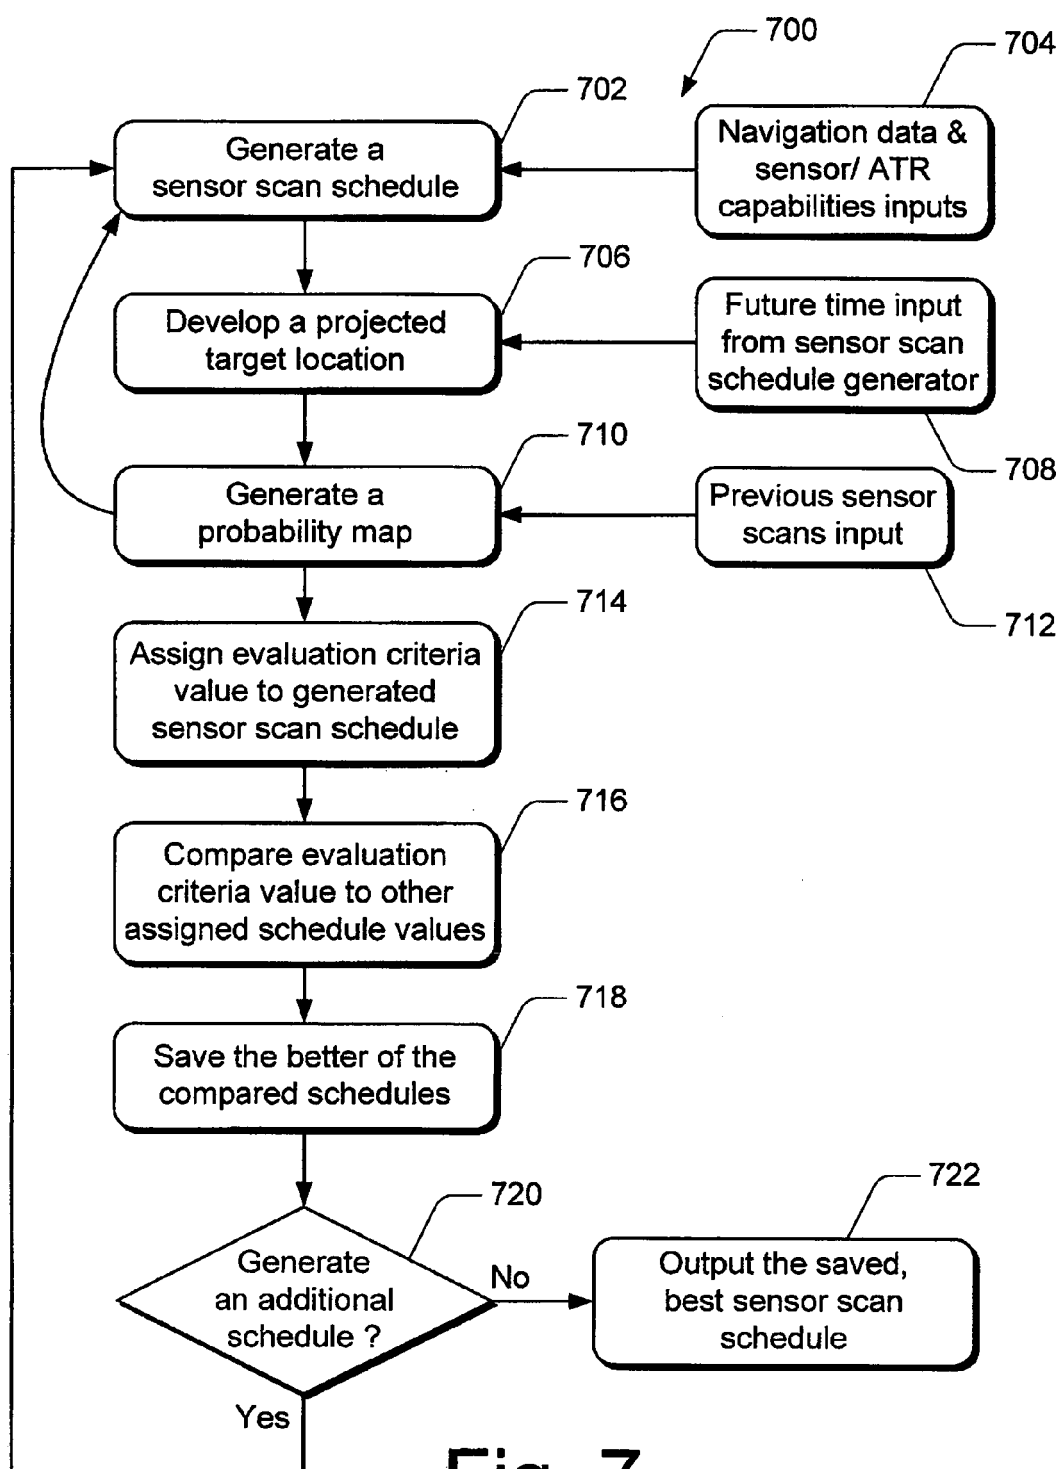 700
704
702
Navigation data &
sensor/ ATR
capabilities inputs
Generate a
sensor scan schedule
706
Future time input
from sensor scan
schedule generator
Develop a projected
target location
710
708
Generate a
probability map
Previous sensor
scans input
714
712
Assign evaluation criteria
value to generated
sensor scan schedule
716
Compare evaluation
criteria value to other
assigned schedule values
718
Save the better of the
compared schedules
722
720
Generate
an additional
schedule ?
No
Output the saved,
best sensor scan
schedule
Yes
Fig. 7